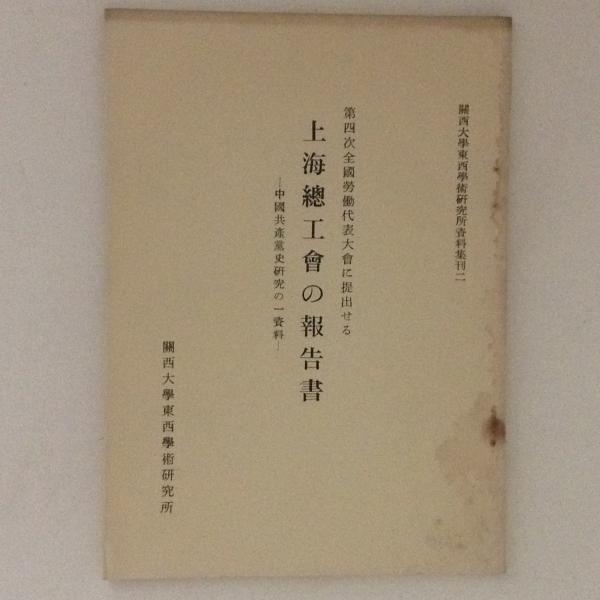 關西大學東西學術硏究所資料集刊二
第四次全國勞働代表大會に提出せる
上海總工會の報告書
—中國共產黨史硏究の一資料—
關西大學東西學術硏究所